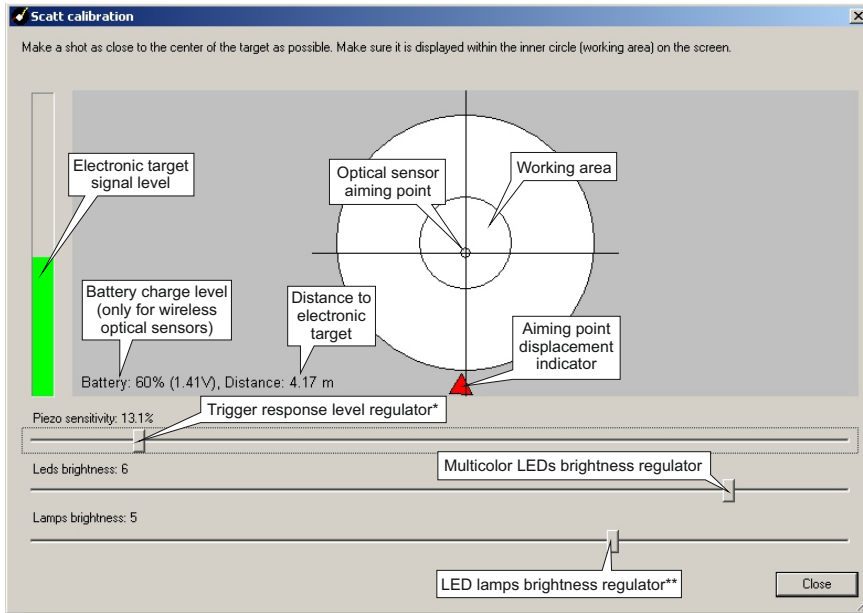 Scatt calibration
Make a shot as close to the center of the target as possible. Make sure it is displayed within the inner circle (working area) on the screen.
Electronic target
signal level
Optical sensor
aiming point
Working area
Battery charge level
(only for wireless
optical sensors)
Distance to
electronic
target
Aiming point
displacement
indicator
Battery: 60% (1.41V), Distance: 4.17 m
Trigger response level regulator*
Piezo sensitivity: 13.1%
Multicolor LEDs brightness regulator
Leds brightness: 6
Lamps brightness: 5
LED lamps brightness regulator**
Close